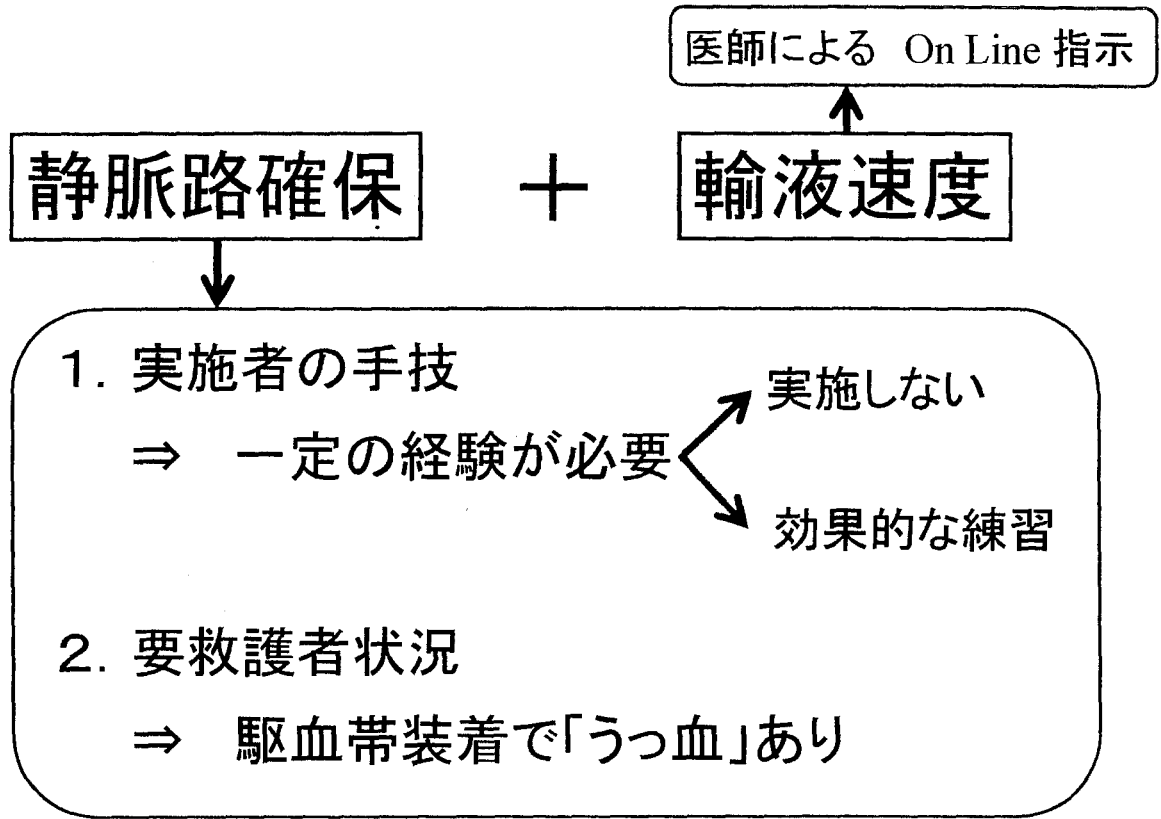 医師による On Line 指示
静脈路確保 + 輸液速度
1. 実施者の手技
実施しない
⇒ 一定の経験が必要
効果的な練習
2. 要救護者状況
⇒ 駆血帯装着で「うっ血」あり